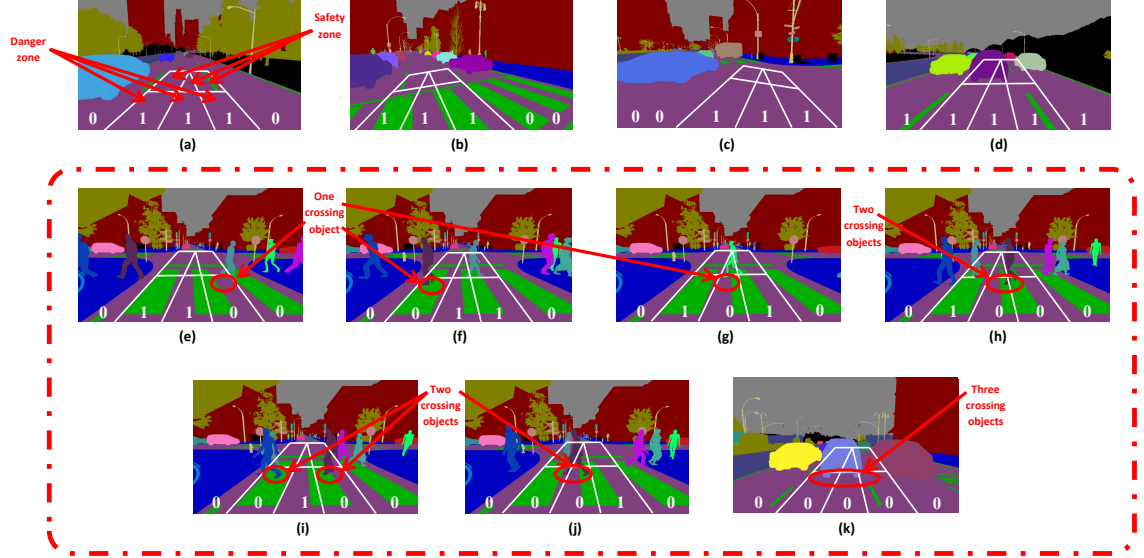 Danger
zone
Safety
zone
0 1 1 1 0
1 1 1 0 0
0 0 1 1 1
1 1 1 1 1
(a)
(b)
(c)
(d)
One
crossing
object
Two
crossing
objects
0 1 1 0 0
0 0 1 1 0
0 1 0 1 0
0 1 0 0 0
(e)
(f)
(g)
(h)
Two
crossing
objects
Three
crossing
objects
0 0 1 0 0
0 0 0 1 0
0 0 0 0 0
(i)
(j)
(k)